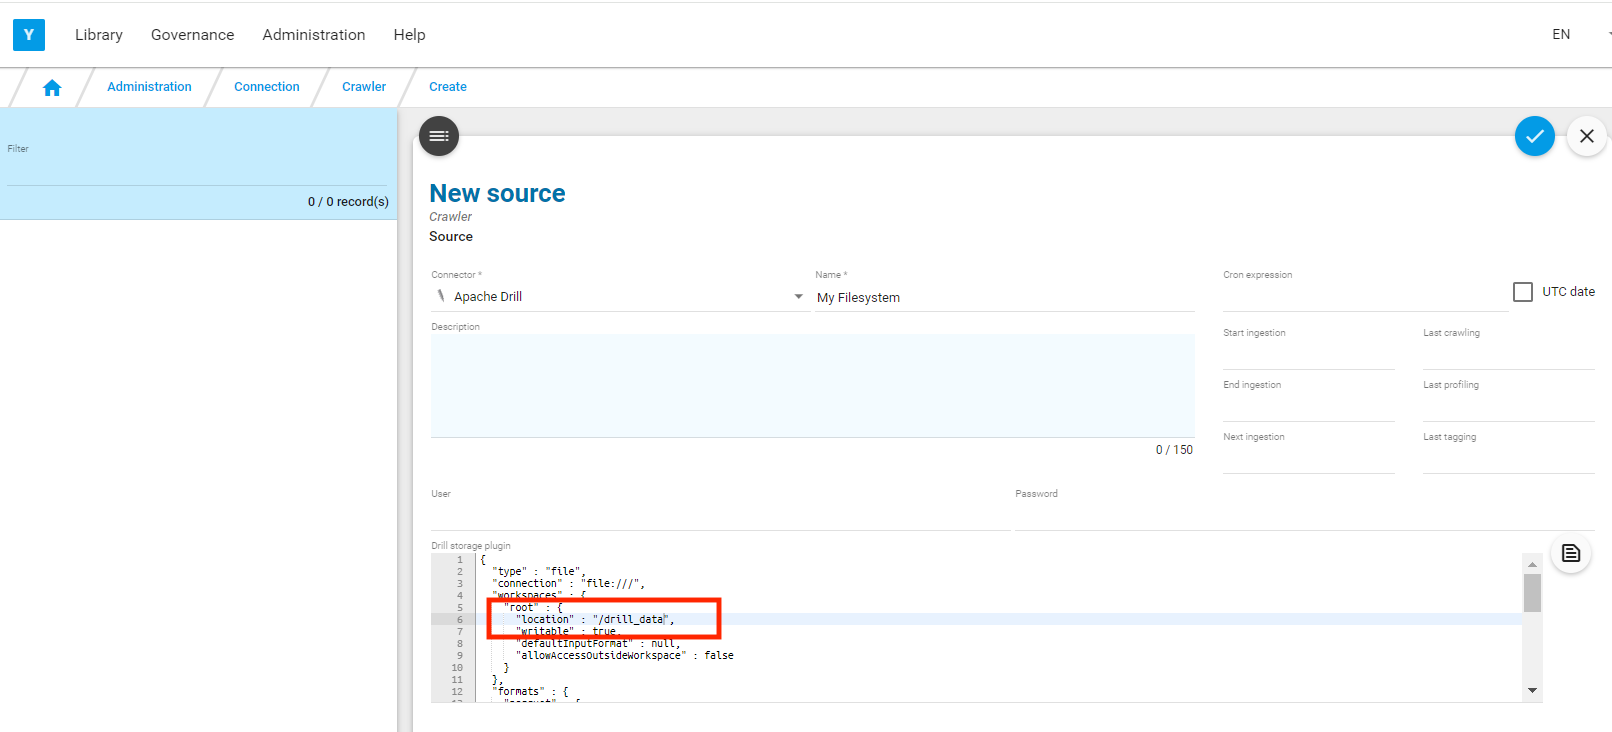 Y Library Governance Administration Help EN
Administration Connection Crawler Create
Filter
0 / 0 record(s)
New source
Crawler
Source
Connector * Name * Cron expression
Apache Drill My Filesystem UTC date
Description Start ingestion Last crawling
End ingestion Last profiling
Next ingestion Last tagging
0 / 150
User Password
Drill storage plugin
1 {
2 "type" : "file",
3 "connection" : "file:///",
4 "workspaces" : {
5 "root" : {
6 "location" : "/drill_data",
7 "writable" : true,
8 "defaultInputFormat" : null,
9 "allowAccessOutsideWorkspace" : false
10 }
11 },
12 "formats" : {